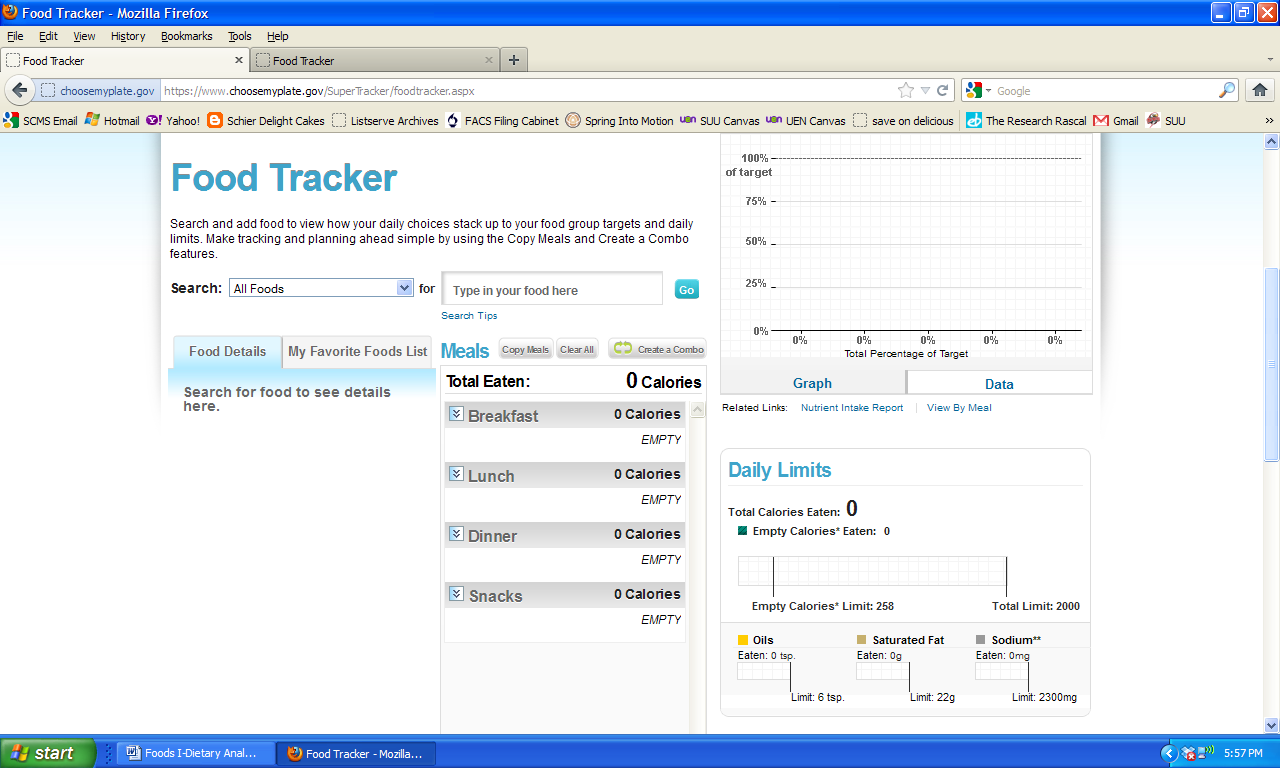 Food Tracker - Mozilla Firefox
File Edit View History Bookmarks Tools Help
Food Tracker × Food Tracker × +
choosemyplate.gov https://www.choosemyplate.gov/SuperTracker/foodtracker.aspx Google
SCMS Email Hotmail Yahoo! Schier Delight Cakes Listserve Archives FACS Filing Cabinet Spring Into Motion SUU Canvas UEN Canvas save on delicious The Research Rascal Gmail SUU »
Food Tracker
Search and add food to view how your daily choices stack up to your food group targets and daily
limits. Make tracking and planning ahead simple by using the Copy Meals and Create a Combo
features.
Search: All Foods for Type in your food here Go
Search Tips
Food Details My Favorite Foods List
Search for food to see details
here.
Meals Copy Meals Clear All Create a Combo
Total Eaten: 0 Calories
Breakfast 0 Calories
EMPTY
Lunch 0 Calories
EMPTY
Dinner 0 Calories
EMPTY
Snacks 0 Calories
EMPTY
100%
of target
75%
50%
25%
0%
0% 0% 0% 0% 0%
Total Percentage of Target
Graph Data
Related Links: Nutrient Intake Report | View By Meal
Daily Limits
Total Calories Eaten: 0
Empty Calories* Eaten: 0
Empty Calories* Limit: 258 Total Limit: 2000
Oils Saturated Fat Sodium**
Eaten: 0 tsp. Eaten: 0g Eaten: 0mg
Limit: 6 tsp. Limit: 22g Limit: 2300mg
start Foods I-Dietary Anal... Food Tracker - Mozilla... 5:57 PM